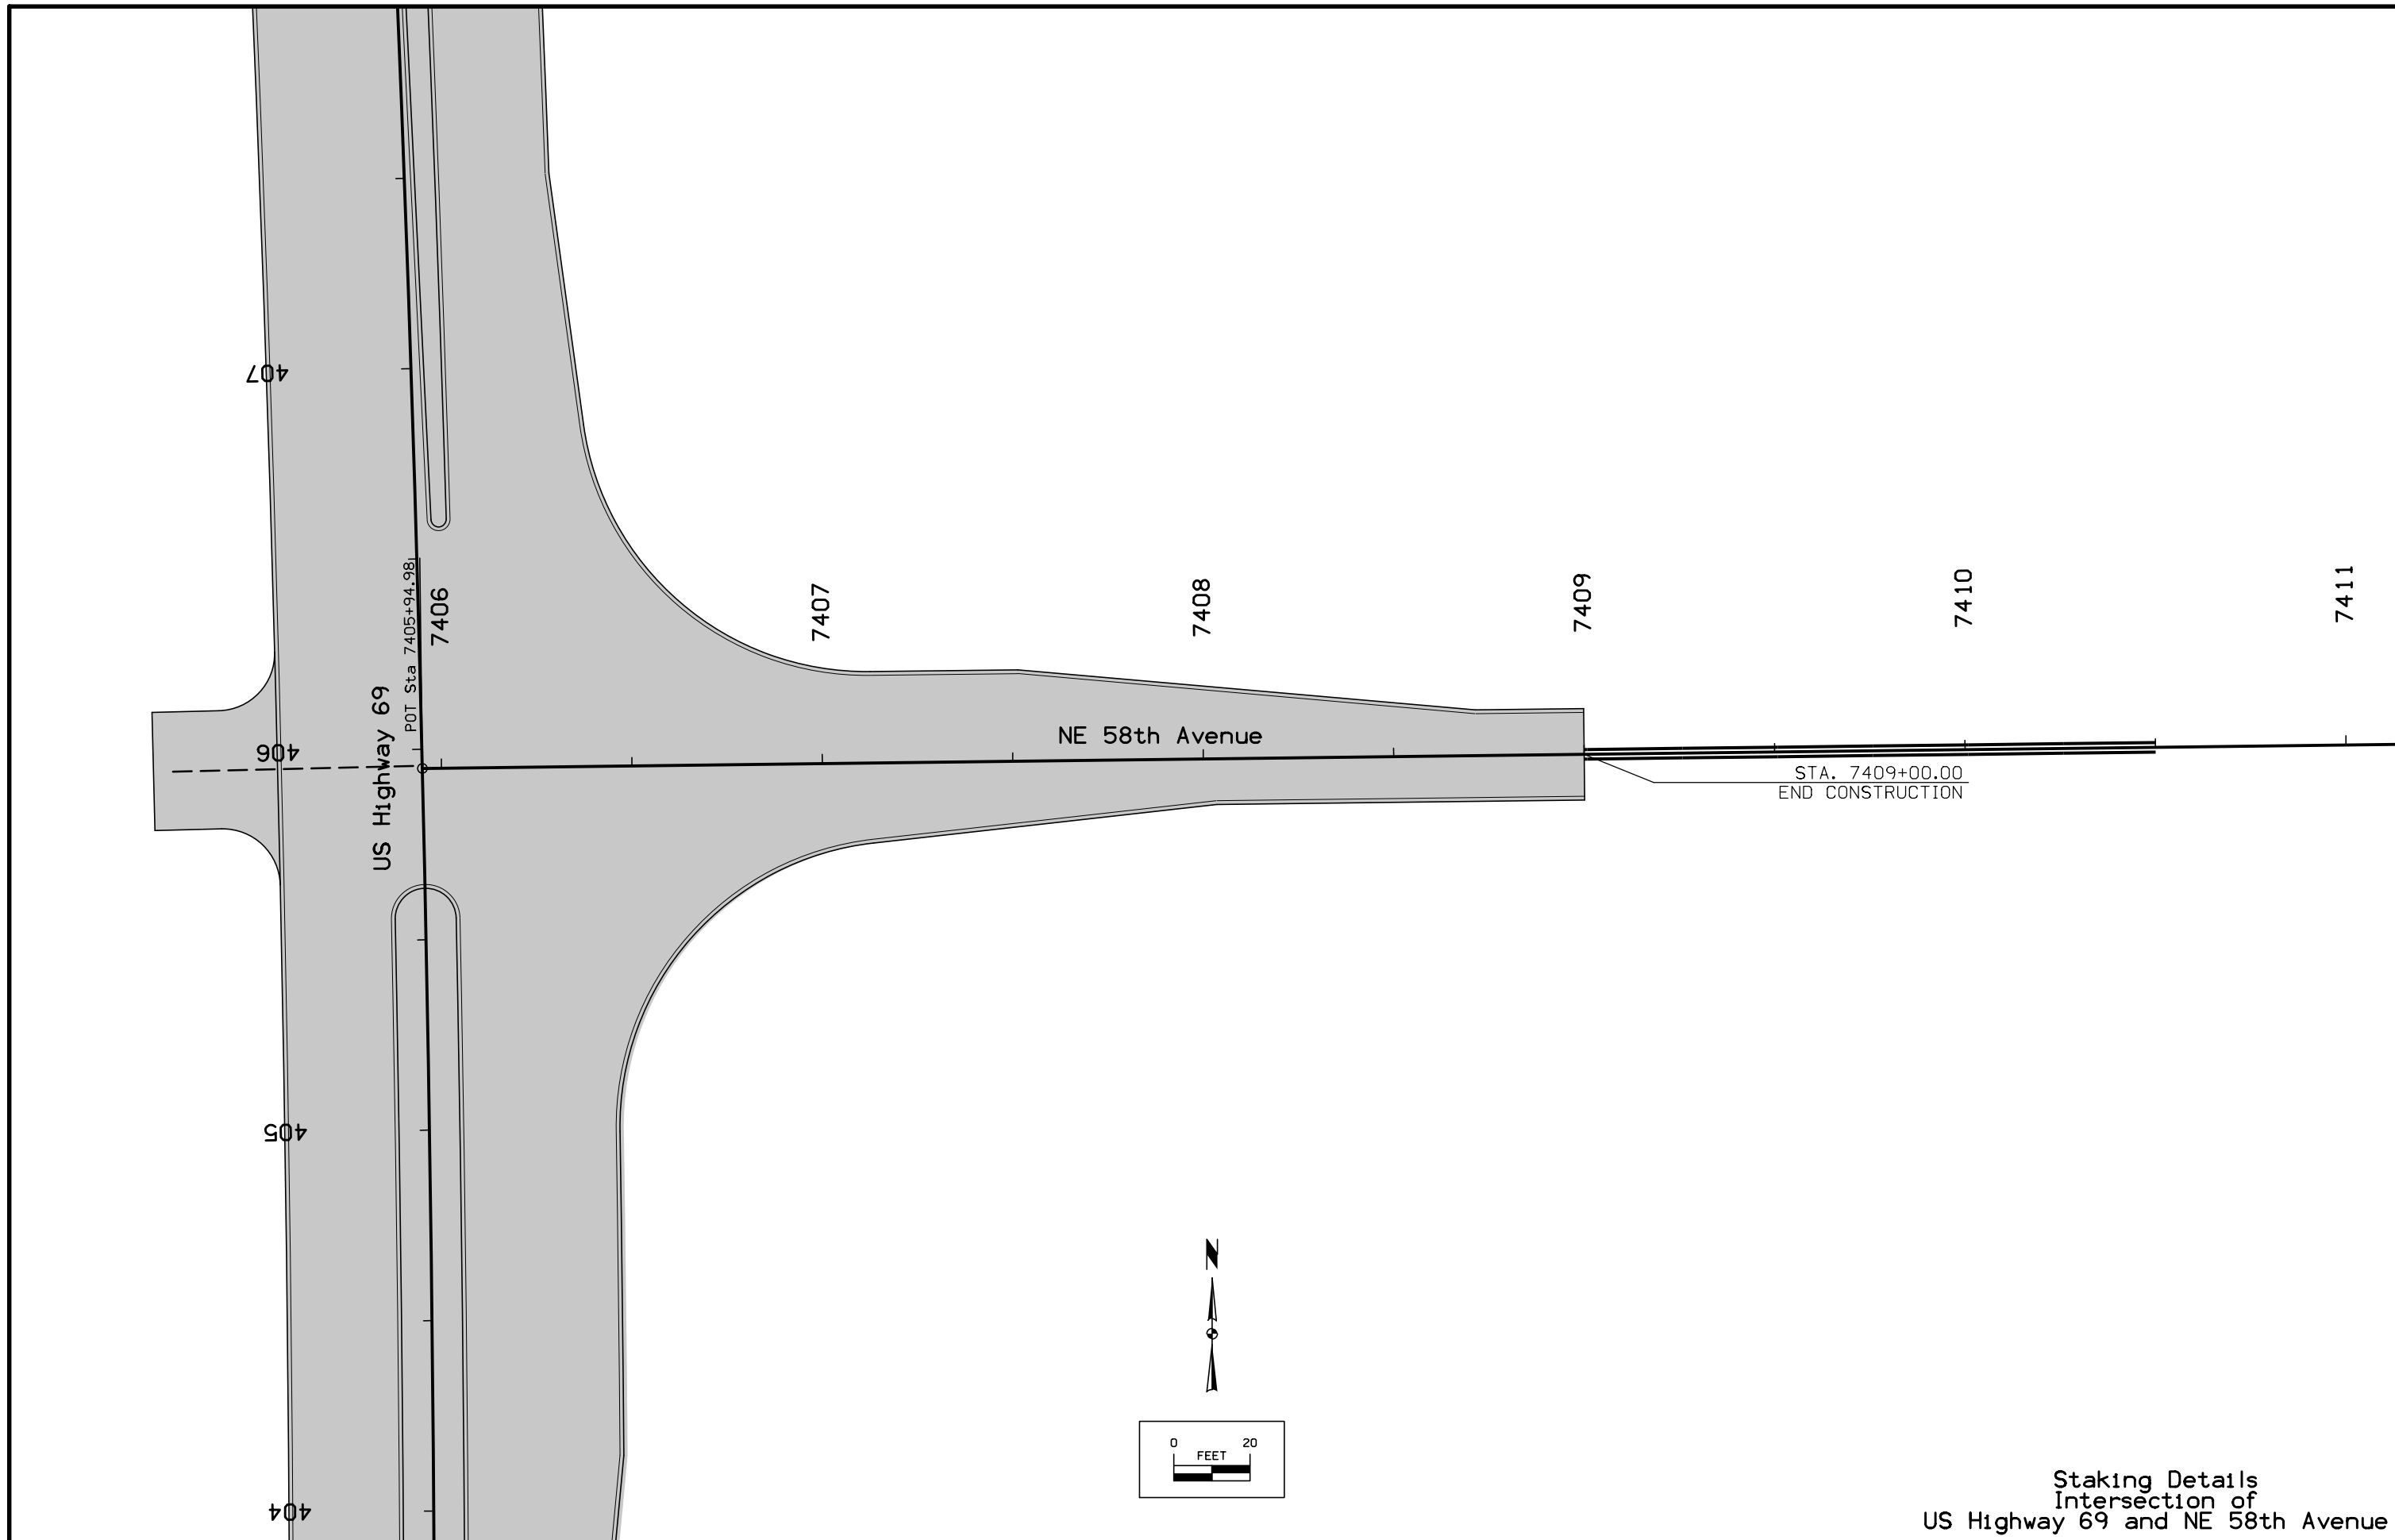 407
406
405
404
US Highway 69
POT Sta 7405+94.98
7406
7407
7408
7409
7410
7411
NE 58th Avenue
STA. 7409+00.00
END CONSTRUCTION
N
0 20
FEET
Staking Details
Intersection of
US Highway 69 and NE 58th Avenue